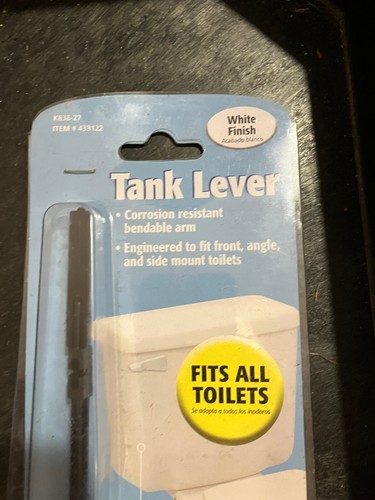 K836-27
ITEM # 433122
White
Finish
Acabado blanco
Tank Lever
• Corrosion resistant
bendable arm
• Engineered to fit front, angle,
and side mount toilets
FITS ALL
TOILETS
Se adapta a todos los inodoros